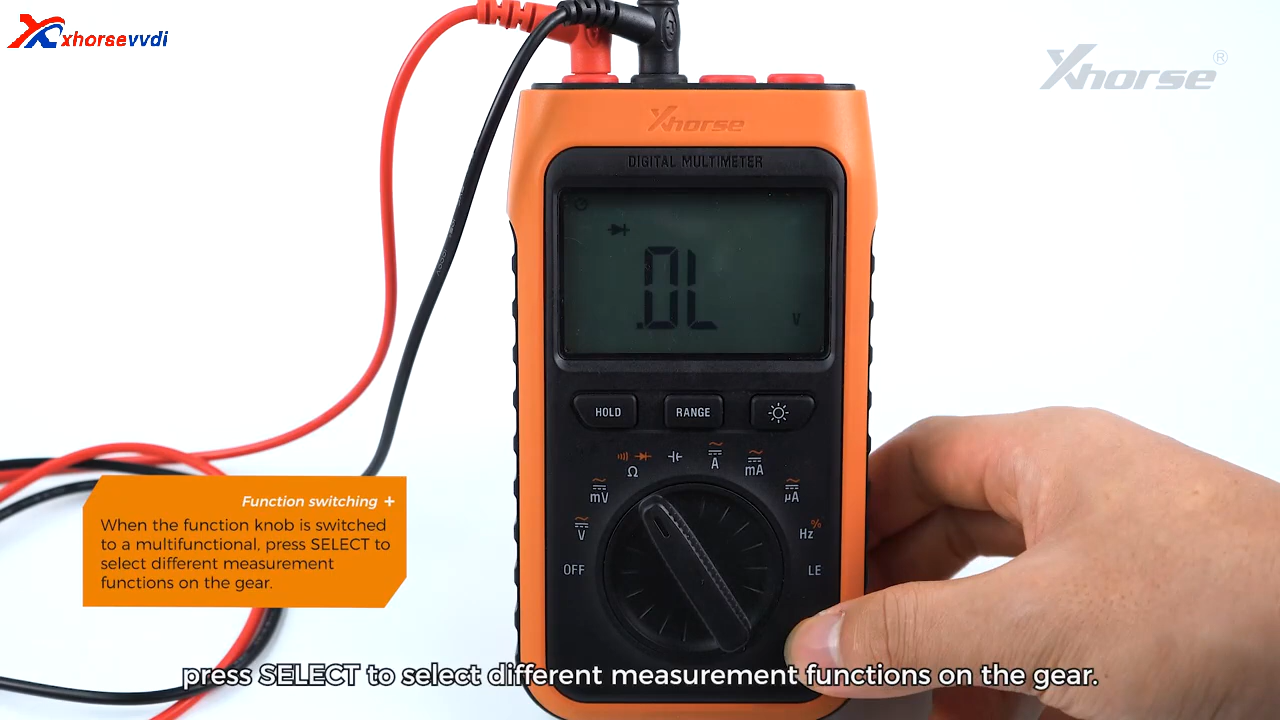 xhorsevvdi
Xhorse®
Xhorse
DIGITAL MULTIMETER
.OL
V
HOLD
RANGE
Ω
A
mA
mV
μA
V
Hz
%
OFF
LE
Function switching +
When the function knob is switched
to a multifunctional, press SELECT to
select different measurement
functions on the gear.
press SELECT to select different measurement functions on the gear.